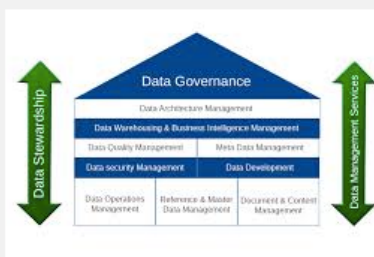 Data Governance
Data Architecture Management
Data Warehousing & Business Intelligence Management
Data Quality Management
Meta Data Management
Data security Management
Data Development
Data Operations
Management
Reference & Master
Data Management
Document & Content
Management
Data Stewardship
Data Management Services